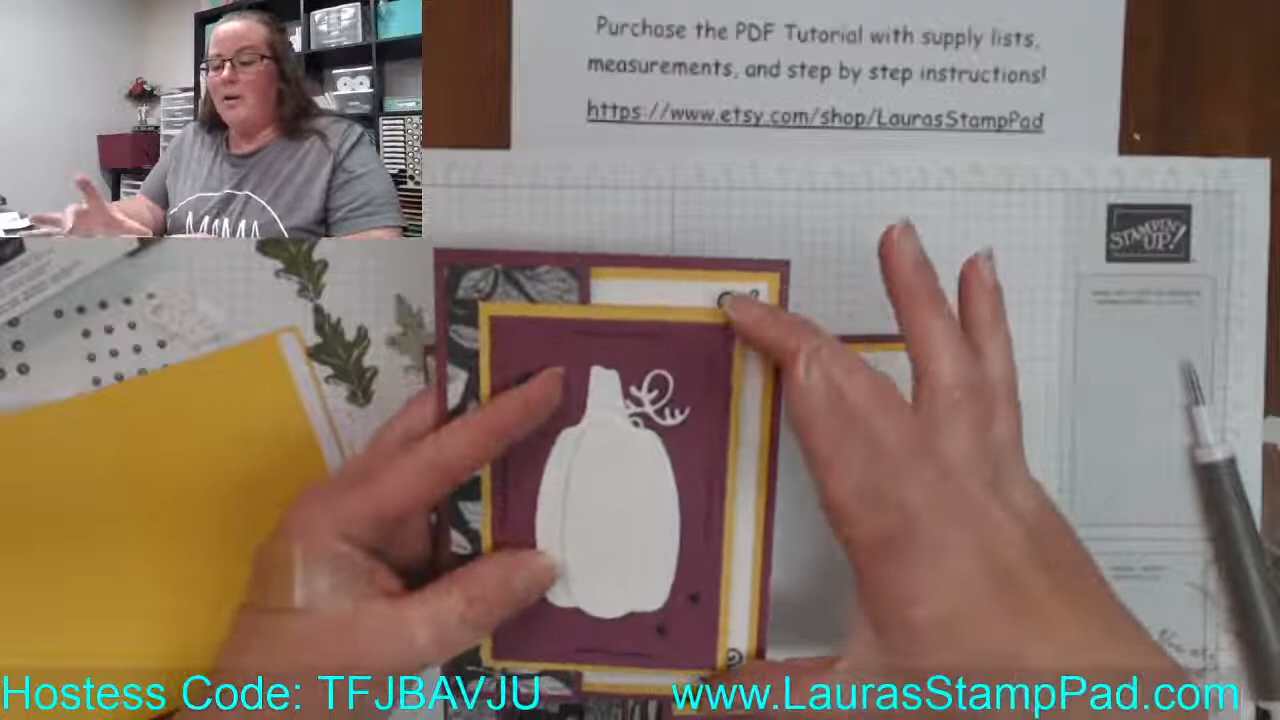 Purchase the PDF Tutorial with supply lists,
measurements, and step by step instructions!
https://www.etsy.com/shop/LaurasStampPad
STAMPIN' UP!
MAMA
Hostess Code: TFJBAVJU
www.LaurasStampPad.com